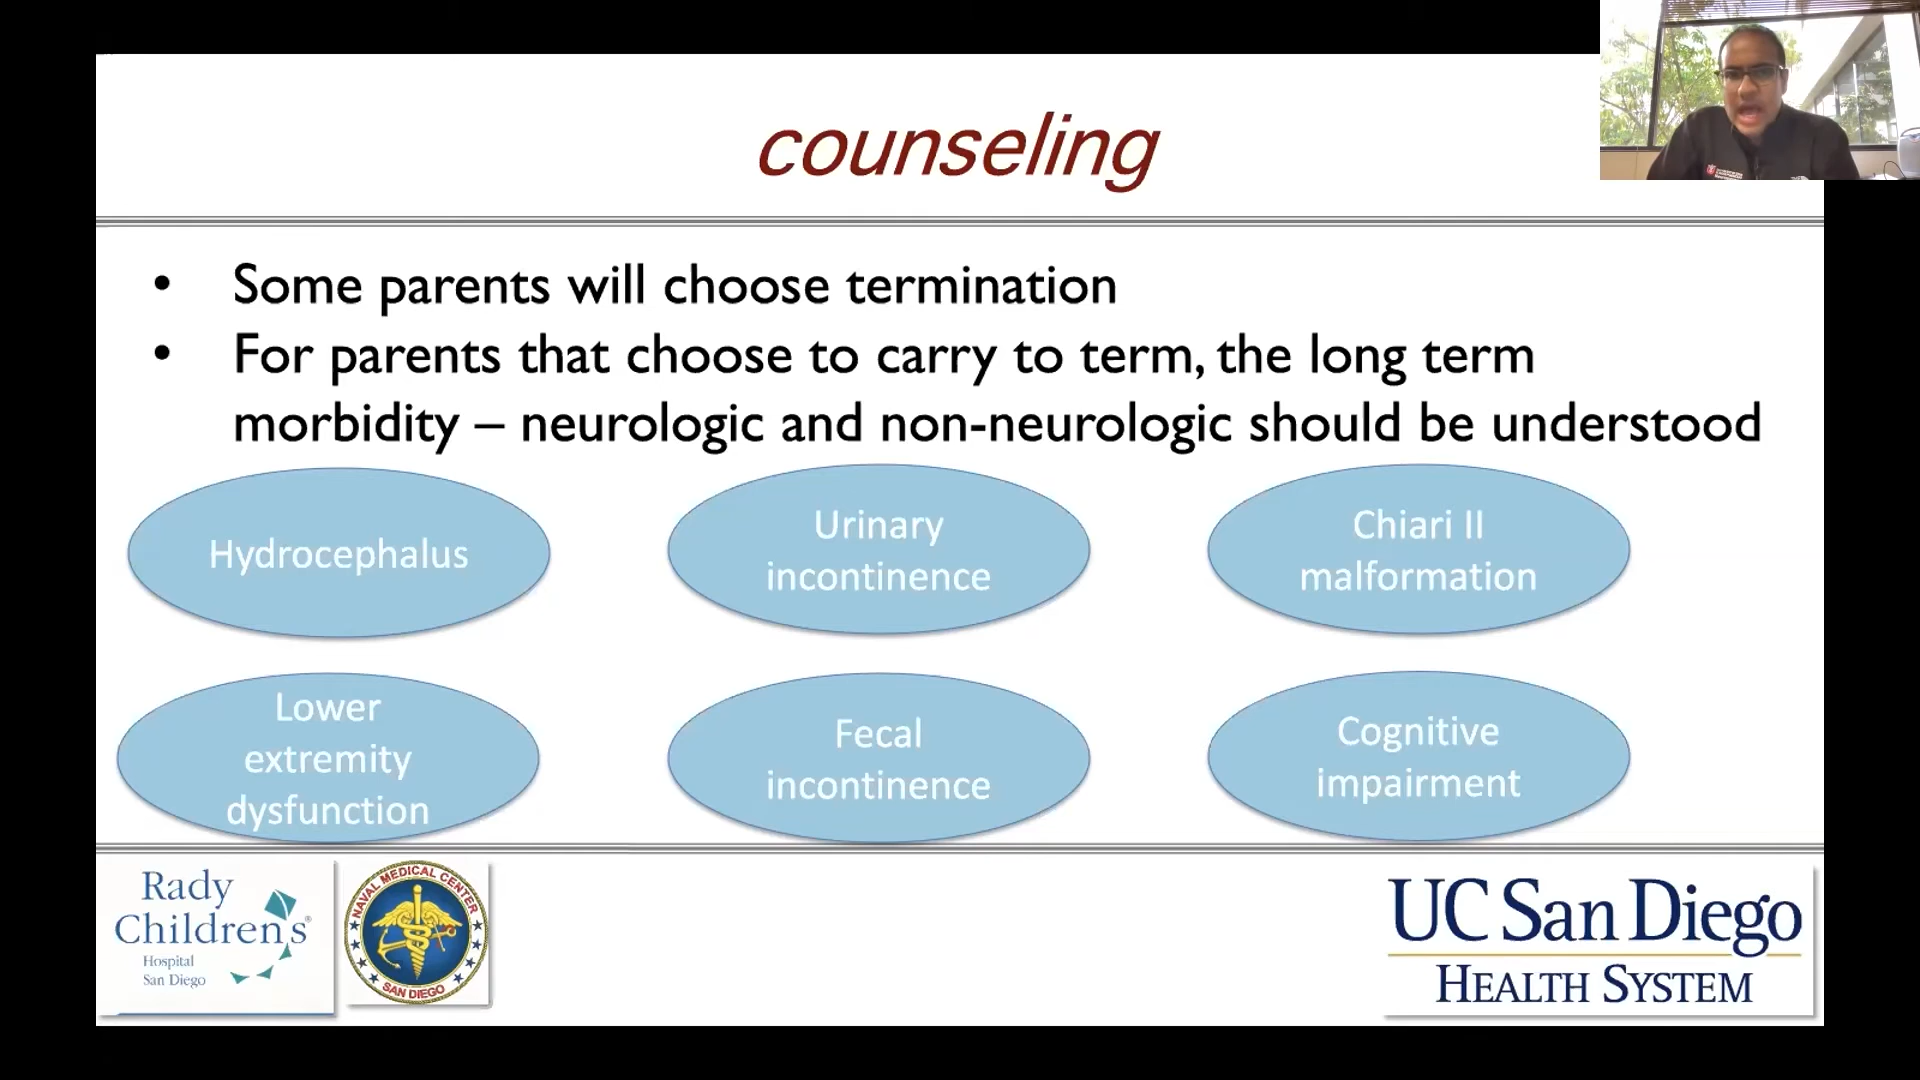 counseling
• Some parents will choose termination
• For parents that choose to carry to term, the long term
morbidity – neurologic and non-neurologic should be understood
Hydrocephalus
Urinary
incontinence
Chiari II
malformation
Lower
extremity
dysfunction
Fecal
incontinence
Cognitive
impairment
Rady
Children's®
Hospital
San Diego
NAVAL MEDICAL CENTER
SAN DIEGO
UC San Diego
HEALTH SYSTEM